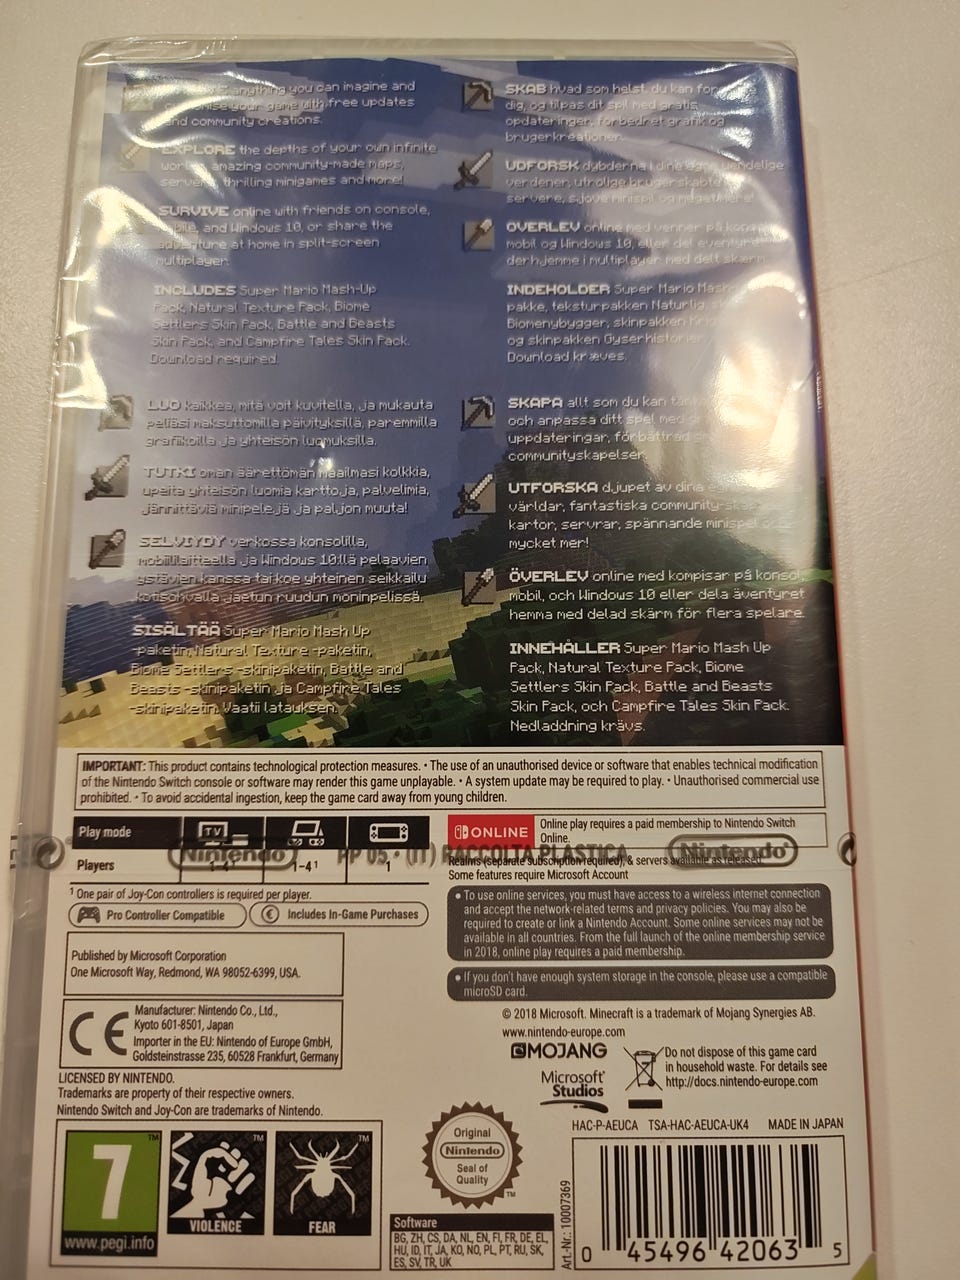 anything you can imagine and
your game with free updates
and community creations.
EXPLORE the depths of your own infinite
amazing community-made maps,
thrilling minigames and more!
SURVIVE online with friends on console,
and Windows 10, or share the
adventure at home in split-screen
multiplayer.
INCLUDES Super Mario Mash-Up
Pack, Natural Texture Pack, Biome
Settlers Skin Pack, Battle and Beasts
Skin Pack, and Campfire Tales Skin Pack.
Download required.
LUO kaikkea, mitä voit kuvitella, ja mukauta
peliäsi maksuttomilla päivityksillä, paremmilla
grafiikoilla ja yhteisön luomuksilla.
TUTKI oman äärettömän maailmasi kolkkia,
upeita yhteisön luomia karttoja, palvelimia,
jännittäviä minipelejä ja paljon muuta!
SELVIYDY verkossa konsolilla,
mobiililaitteella ja Windows 10:llä pelaavien
ystävien kanssa tai koe yhteinen seikkailu
kotisohvalla jaetun ruudun moninpelissä.
SISÄLTÄÄ Super Mario Mash Up
-paketin, Natural Texture -paketin,
Biome Settlers -skinipaketin, Battle and
Beasts -skinipaketin ja Campfire Tales
-skinipaketin. Vaatii latauksen.
SKAB hvad som helst, du kan
dig, og tilpas dit spil med gratis
opdateringer, forbedret grafik og
brugerkreationer.
UDFORSK dybderne i dine egne uendelige
verdener, utrolige brugerskabte
servere, sjove minispil og meget mere!
OVERLEV online med venner på
mobil og Windows 10, eller del eventyret
derhjemme i multiplayer med delt skærm.
INDEHOLDER Super Mario Mash-
pakke, teksturpakken Naturlig,
Biomenybygger, skinpakken
og skinpakken Gyserhistorier.
Download kræves.
SKAPA allt som du kan
och anpassa ditt spel med
uppdateringar, förbättrad
communityskapelser.
UTFORSKA djupet av dina
världar, fantastiska community-
kartor, servrar, spännande minispel och
mycket mer!
ÖVERLEV online med kompisar på konsol,
mobil, och Windows 10 eller dela äventyret
hemma med delad skärm för flera spelare.
INNEHÅLLER Super Mario Mash Up
Pack, Natural Texture Pack, Biome
Settlers Skin Pack, Battle and Beasts
Skin Pack, och Campfire Tales Skin Pack.
Nedladdning krävs.
IMPORTANT: This product contains technological protection measures. • The use of an unauthorised device or software that enables technical modification
of the Nintendo Switch console or software may render this game unplayable. • A system update may be required to play. • Unauthorised commercial use
prohibited. • To avoid accidental ingestion, keep the game card away from young children.
Play mode
TV
Players 1-4¹ 1-4¹ 1
Nintendo PP 05 • (IT) RACCOLTA PLASTICA Nintendo
¹ One pair of Joy-Con controllers is required per player.
Pro Controller Compatible
€ Includes In-Game Purchases
ONLINE
Online play requires a paid membership to Nintendo Switch
Online.
Realms (separate subscription required), & servers available as released.
Some features require Microsoft Account
• To use online services, you must have access to a wireless internet connection
and accept the network-related terms and privacy policies. You may also be
required to create or link a Nintendo Account. Some online services may not be
available in all countries. From the full launch of the online membership service
in 2018, online play requires a paid membership.
• If you don't have enough system storage in the console, please use a compatible
microSD card.
Published by Microsoft Corporation
One Microsoft Way, Redmond, WA 98052-6399, USA.
CE
Manufacturer: Nintendo Co., Ltd.,
Kyoto 601-8501, Japan
Importer in the EU: Nintendo of Europe GmbH,
Goldsteinstrasse 235, 60528 Frankfurt, Germany
LICENSED BY NINTENDO.
Trademarks are property of their respective owners.
Nintendo Switch and Joy-Con are trademarks of Nintendo.
© 2018 Microsoft. Minecraft is a trademark of Mojang Synergies AB.
www.nintendo-europe.com
MOJANG
Microsoft®
Studios
Do not dispose of this game card
in household waste. For details see
http://docs.nintendo-europe.com
HAC-P-AEUCA TSA-HAC-AEUCA-UK4 MADE IN JAPAN
7 ™
www.pegi.info
™
VIOLENCE
™
FEAR
Original
Nintendo
Seal of
Quality
™
Software
BG, ZH, CS, DA, NL, EN, FI, FR, DE, EL,
HU, ID, IT, JA, KO, NO, PL, PT, RU, SK,
ES, SV, TR, UK
Art.-Nr.: 10007369
0 45496 42063 5